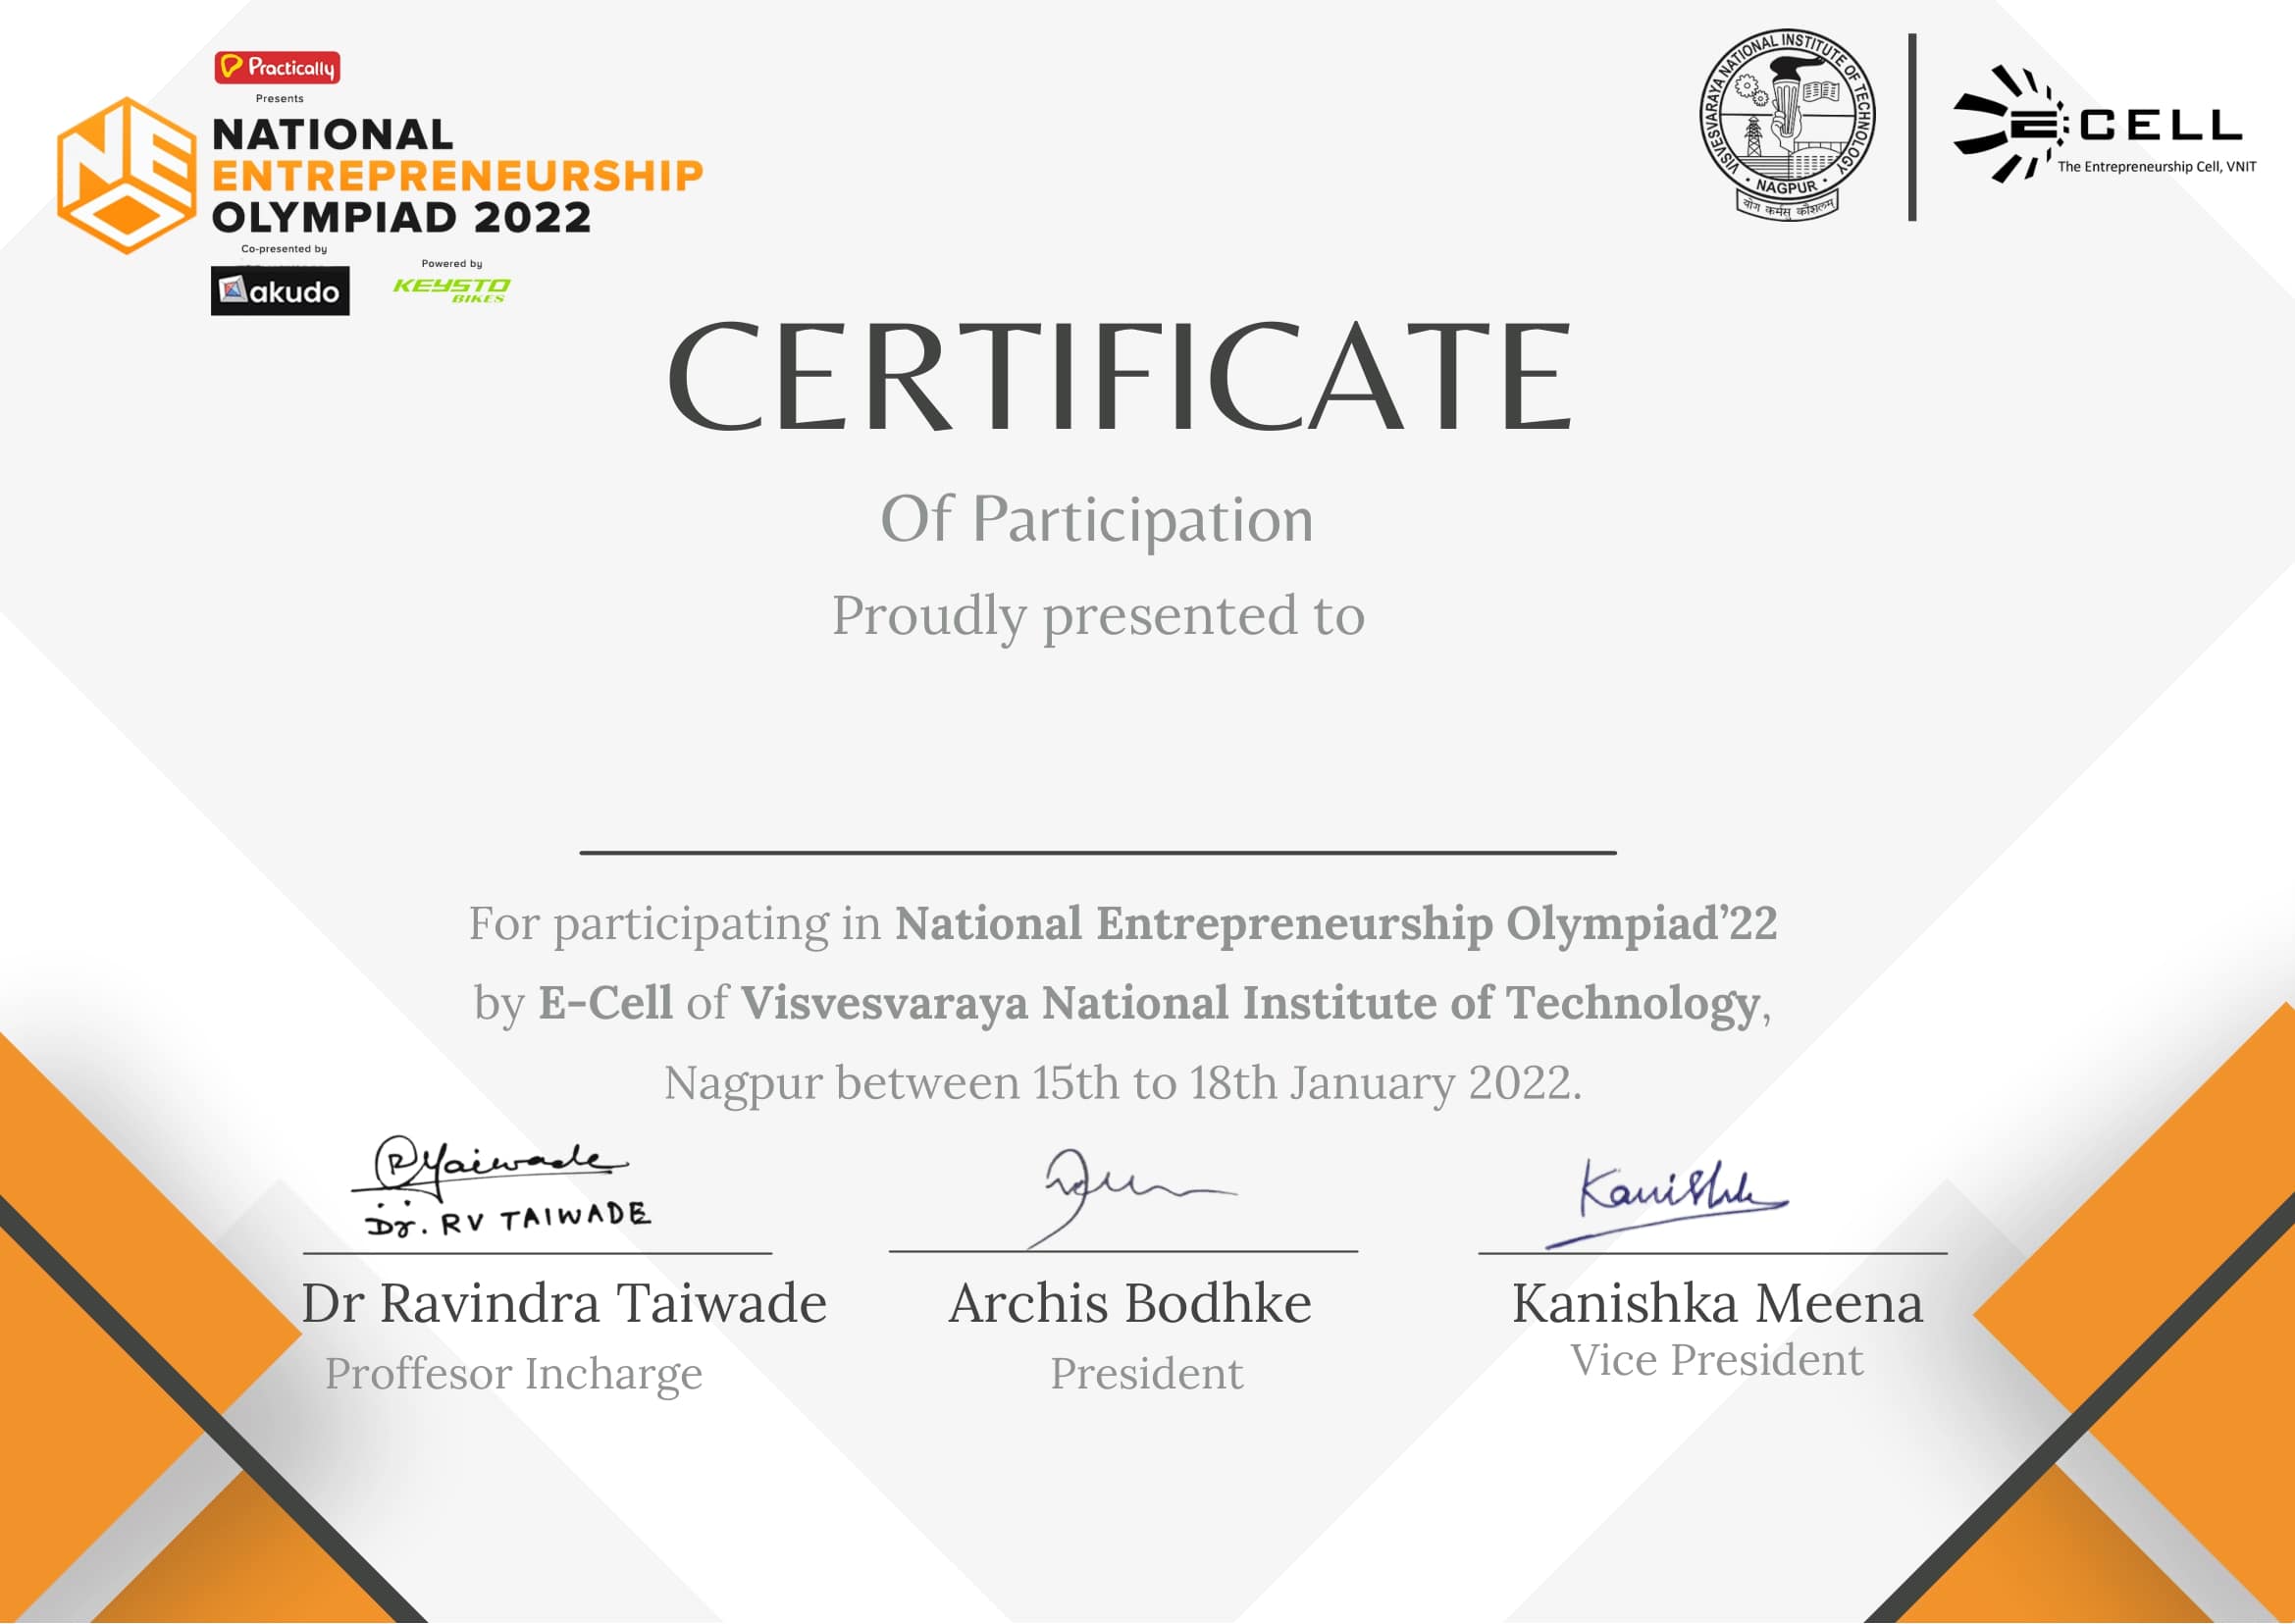 Practically
Presents
NEO
NATIONAL
ENTREPRENEURSHIP
OLYMPIAD 2022
Co-presented by
akudo
Powered by
KEYSTO
BIKES
VISVESVARAYA NATIONAL INSTITUTE OF TECHNOLOGY
• NAGPUR •
योग कर्मसु कौशलम्
E:CELL
The Entrepreneurship Cell, VNIT
CERTIFICATE
Of Participation
Proudly presented to
For participating in National Entrepreneurship Olympiad’22
by E-Cell of Visvesvaraya National Institute of Technology,
Nagpur between 15th to 18th January 2022.
RTaiwade
Dr. RV TAIWADE
Kanishka
Dr Ravindra Taiwade
Proffesor Incharge
Archis Bodhke
President
Kanishka Meena
Vice President